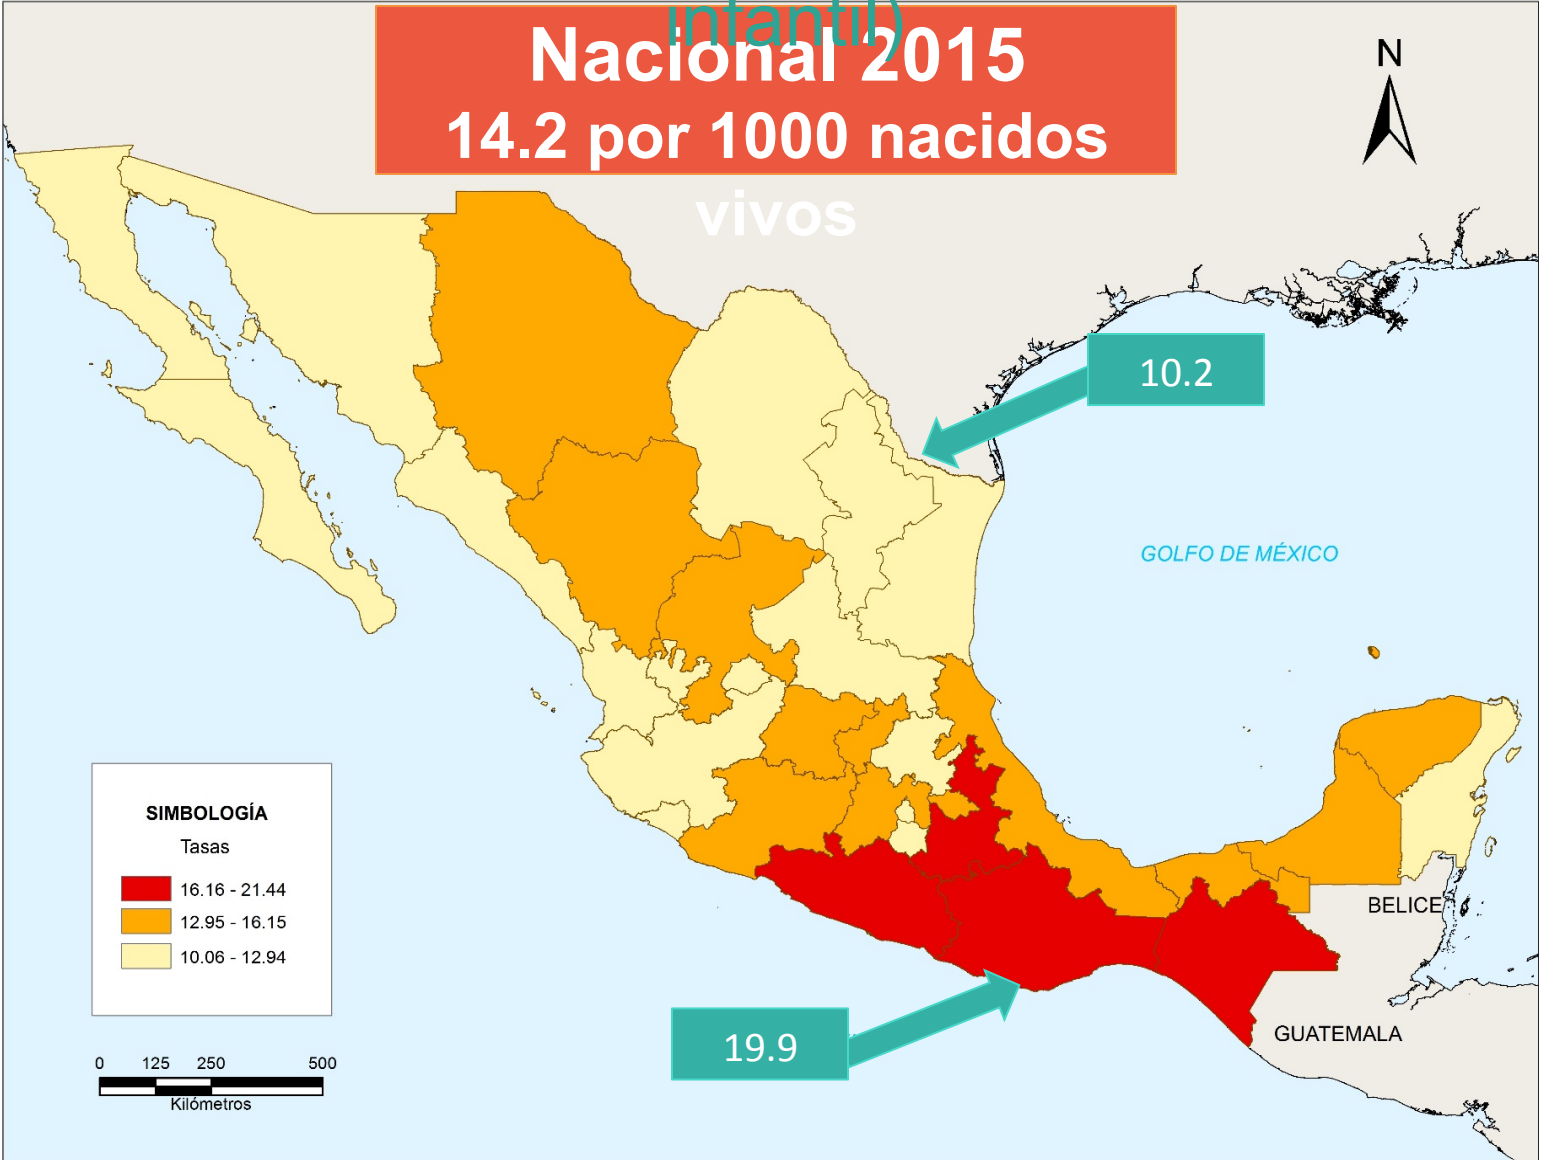 infantil)
Nacional 2015
14.2 por 1000 nacidos
vivos
N
10.2
GOLFO DE MÉXICO
SIMBOLOGÍA
Tasas
16.16 - 21.44
12.95 - 16.15
10.06 - 12.94
BELICE
19.9
GUATEMALA
0 125 250 500
Kilómetros